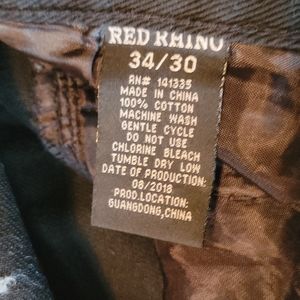 RED RHINO
34/30
RN# 141335
MADE IN CHINA
100% COTTON
MACHINE WASH
GENTLE CYCLE
DO NOT USE
CHLORINE BLEACH
TUMBLE DRY LOW
DATE OF PRODUCTION:
08/2018
PROD.LOCATION:
GUANGDONG,CHINA